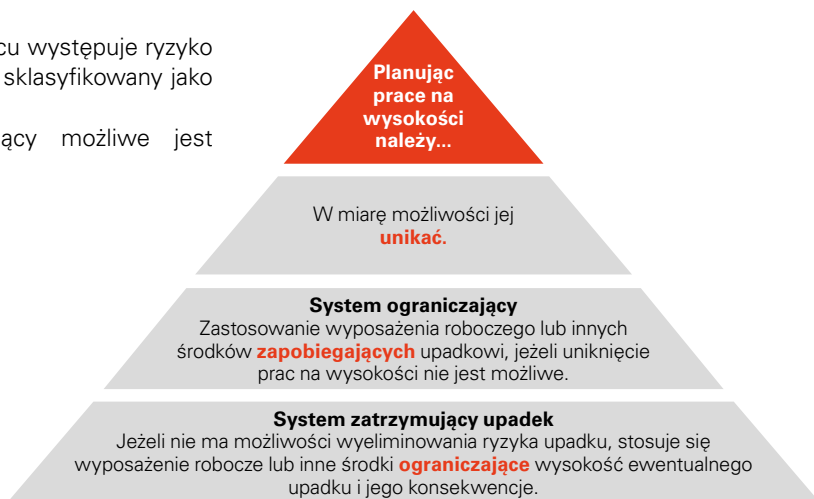 cu występuje ryzyko
sklasyfikowany jako
ący możliwe jest
Planując
prace na
wysokości
należy...
W miarę możliwości jej
unikać.
System ograniczający
Zastosowanie wyposażenia roboczego lub innych
środków zapobiegających upadkowi, jeżeli uniknięcie
prac na wysokości nie jest możliwe.
System zatrzymujący upadek
Jeżeli nie ma możliwości wyeliminowania ryzyka upadku, stosuje się
wyposażenie robocze lub inne środki ograniczające wysokość ewentualnego
upadku i jego konsekwencje.